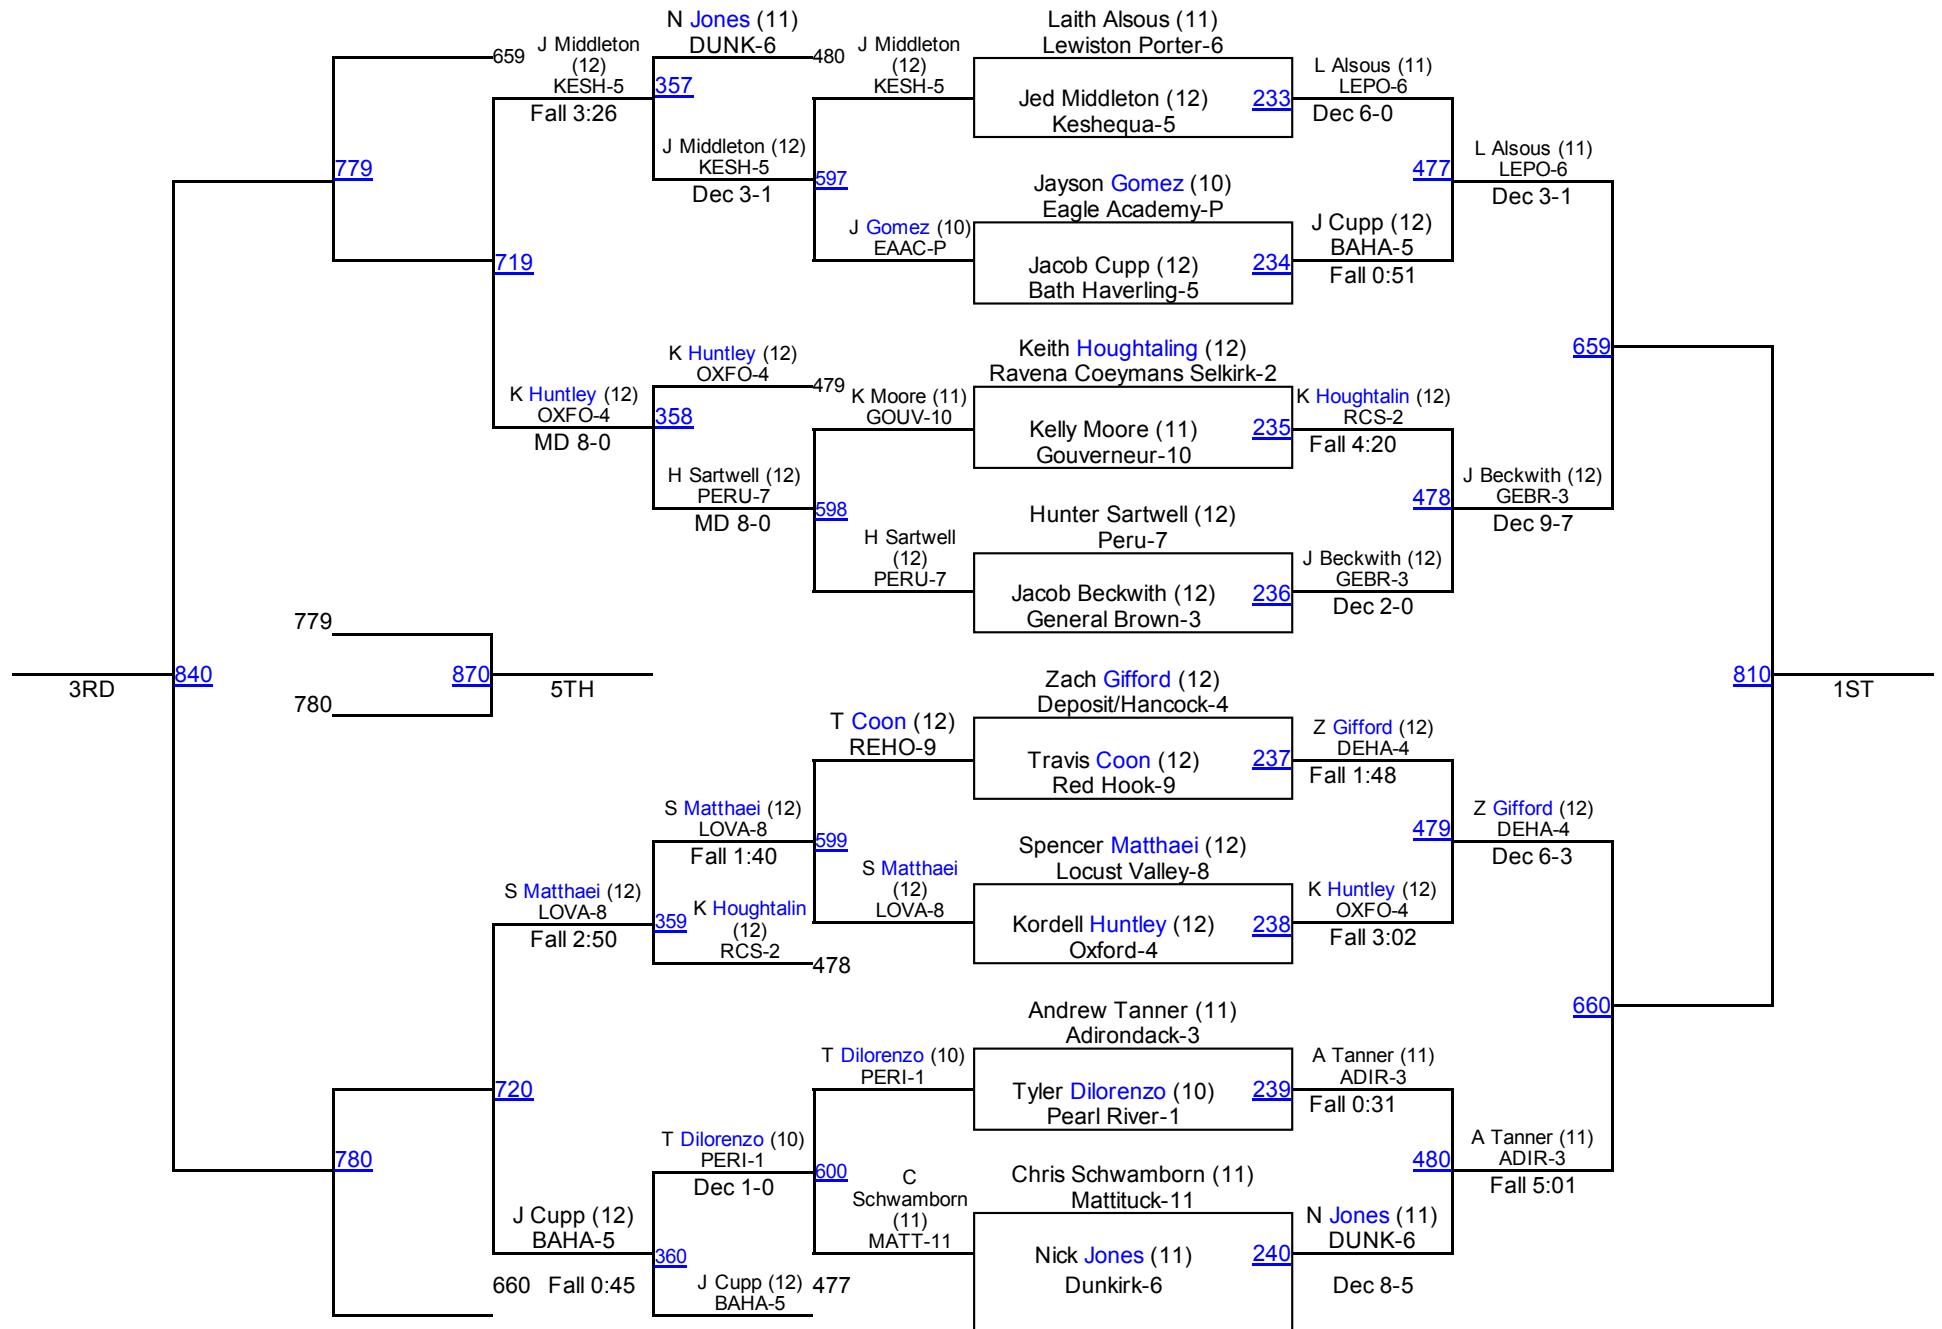 N Jones (11)
DUNK-6
659
J Middleton
(12)
KESH-5
Fall 3:26
357
480
J Middleton
(12)
KESH-5
J Middleton (12)
KESH-5
Dec 3-1
597
J Gomez (10)
EAAC-P
779
719
K Huntley (12)
OXFO-4
MD 8-0
K Huntley (12)
OXFO-4
479
358
K Moore (11)
GOUV-10
H Sartwell (12)
PERU-7
MD 8-0
598
H Sartwell
(12)
PERU-7
Laith Alsous (11)
Lewiston Porter-6
Jed Middleton (12)
Keshequa-5
233
L Alsous (11)
LEPO-6
Dec 6-0
Jayson Gomez (10)
Eagle Academy-P
Jacob Cupp (12)
Bath Haverling-5
234
J Cupp (12)
BAHA-5
Fall 0:51
477
L Alsous (11)
LEPO-6
Dec 3-1
Keith Houghtaling (12)
Ravena Coeymans Selkirk-2
Kelly Moore (11)
Gouverneur-10
235
K Houghtalin (12)
RCS-2
Fall 4:20
Hunter Sartwell (12)
Peru-7
Jacob Beckwith (12)
General Brown-3
236
J Beckwith (12)
GEBR-3
Dec 2-0
478
J Beckwith (12)
GEBR-3
Dec 9-7
659
779
780
870
5TH
3RD
840
810
1ST
T Coon (12)
REHO-9
S Matthaei (12)
LOVA-8
Fall 1:40
599
S Matthaei
(12)
LOVA-8
S Matthaei (12)
LOVA-8
Fall 2:50
359
K Houghtalin
(12)
RCS-2
478
720
780
T Dilorenzo (10)
PERI-1
T Dilorenzo (10)
PERI-1
Dec 1-0
600
C
Schwamborn
(11)
MATT-11
J Cupp (12)
BAHA-5
660
Fall 0:45
360
J Cupp (12)
BAHA-5
477
Zach Gifford (12)
Deposit/Hancock-4
Travis Coon (12)
Red Hook-9
237
Z Gifford (12)
DEHA-4
Fall 1:48
Spencer Matthaei (12)
Locust Valley-8
Kordell Huntley (12)
Oxford-4
238
K Huntley (12)
OXFO-4
Fall 3:02
479
Z Gifford (12)
DEHA-4
Dec 6-3
Andrew Tanner (11)
Adirondack-3
Tyler Dilorenzo (10)
Pearl River-1
239
A Tanner (11)
ADIR-3
Fall 0:31
Chris Schwamborn (11)
Mattituck-11
Nick Jones (11)
Dunkirk-6
240
N Jones (11)
DUNK-6
Dec 8-5
480
A Tanner (11)
ADIR-3
Fall 5:01
660